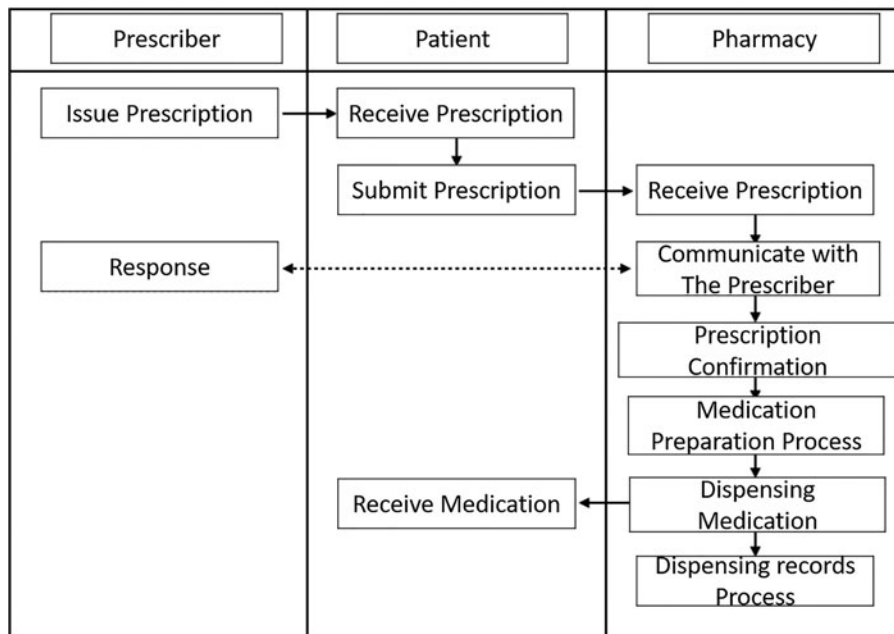 Prescriber
Patient
Pharmacy
Issue Prescription
Receive Prescription
Submit Prescription
Receive Prescription
Response
Communicate with
The Prescriber
Prescription
Confirmation
Medication
Preparation Process
Receive Medication
Dispensing
Medication
Dispensing records
Process